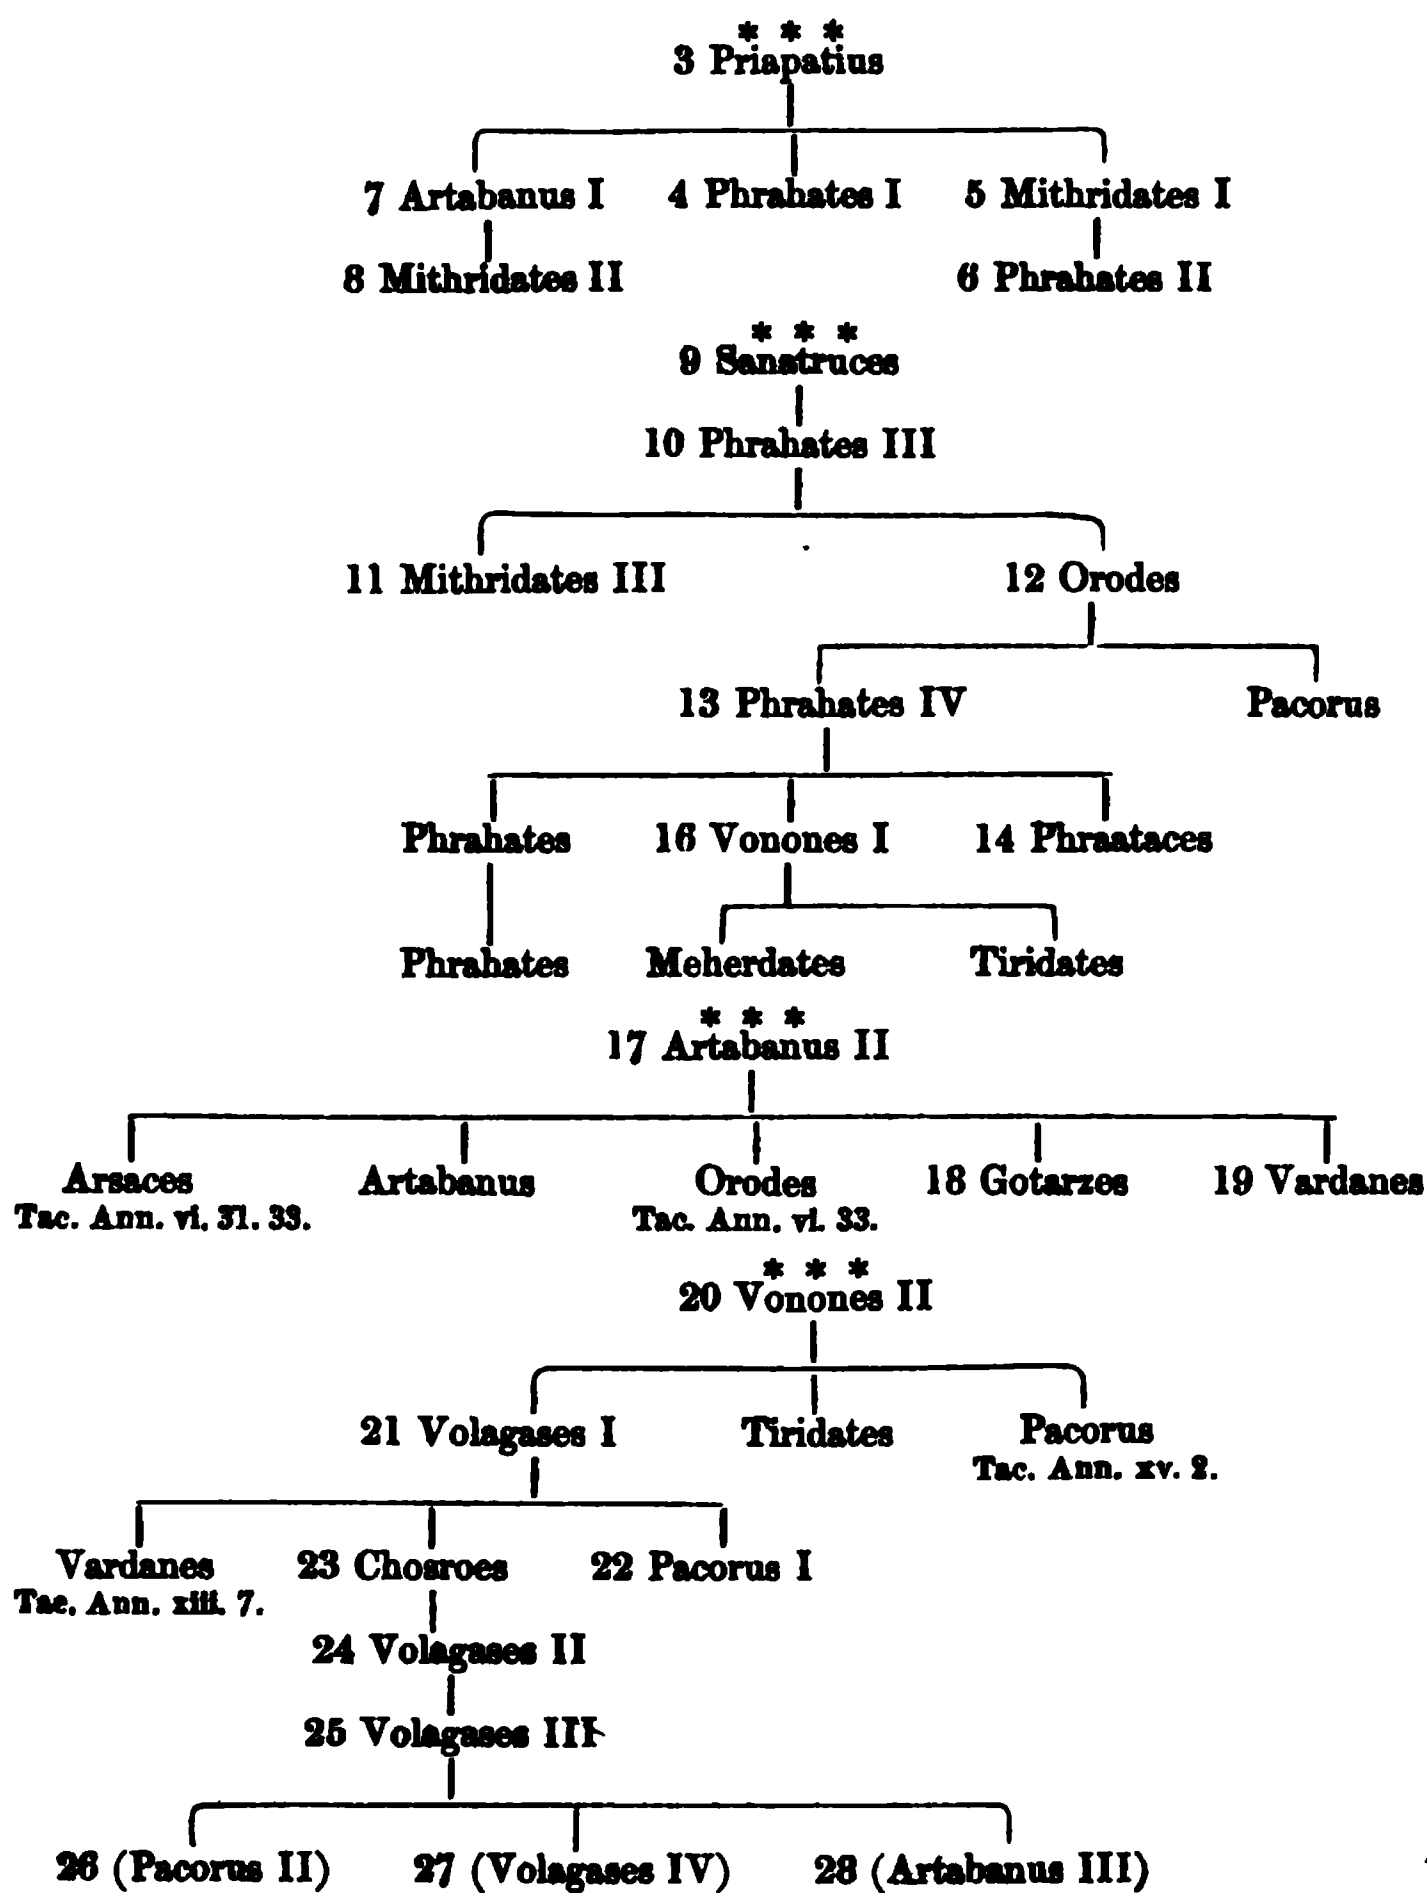 * * *
3 Priapatius
7 Artabanus I 4 Phrahates I 5 Mithridates I
8 Mithridates II 6 Phrahates II
* * *
9 Sanatruces
10 Phrahates III
11 Mithridates III 12 Orodes
13 Phrahates IV Pacorus
Phrahates 16 Vonones I 14 Phraataces
Phrahates Meherdates Tiridates
* * *
17 Artabanus II
Arsaces Artabanus Orodes 18 Gotarzes 19 Vardanes
Tac. Ann. vi. 31. 33. Tac. Ann. vi. 33.
* * *
20 Vonones II
21 Volagases I Tiridates Pacorus
Tac. Ann. xv. 2.
Vardanes 23 Chosroes 22 Pacorus I
Tac. Ann. xiii. 7.
24 Volagases II
25 Volagases III
26 (Pacorus II) 27 (Volagases IV) 28 (Artabanus III)